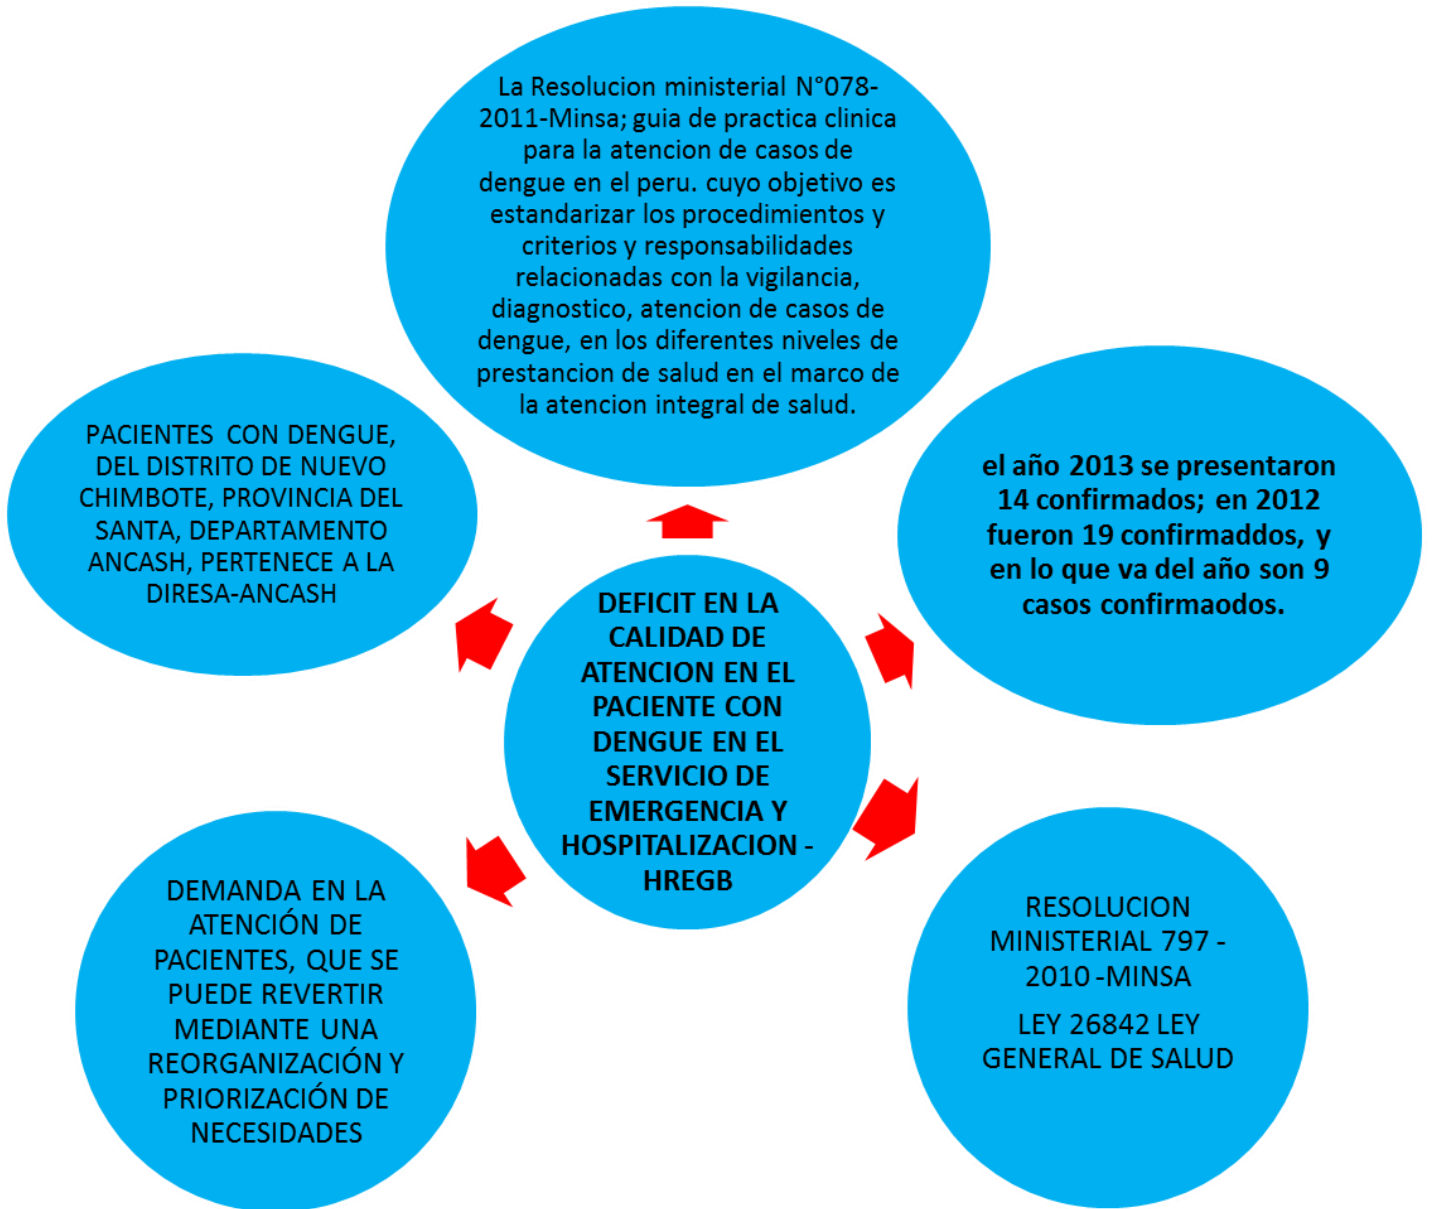 La Resolucion ministerial N°078-
2011-Minsa; guia de practica clinica
para la atencion de casos de
dengue en el peru. cuyo objetivo es
estandarizar los procedimientos y
criterios y responsabilidades
relacionadas con la vigilancia,
diagnostico, atencion de casos de
dengue, en los diferentes niveles de
prestancion de salud en el marco de
la atencion integral de salud.
PACIENTES CON DENGUE,
DEL DISTRITO DE NUEVO
CHIMBOTE, PROVINCIA DEL
SANTA, DEPARTAMENTO
ANCASH, PERTENECE A LA
DIRESA-ANCASH
el año 2013 se presentaron
14 confirmados; en 2012
fueron 19 confirmaddos, y
en lo que va del año son 9
casos confirmaodos.
DEFICIT EN LA
CALIDAD DE
ATENCION EN EL
PACIENTE CON
DENGUE EN EL
SERVICIO DE
EMERGENCIA Y
HOSPITALIZACION -
HREGB
DEMANDA EN LA
ATENCIÓN DE
PACIENTES, QUE SE
PUEDE REVERTIR
MEDIANTE UNA
REORGANIZACIÓN Y
PRIORIZACIÓN DE
NECESIDADES
RESOLUCION
MINISTERIAL 797 -
2010 -MINSA
LEY 26842 LEY
GENERAL DE SALUD